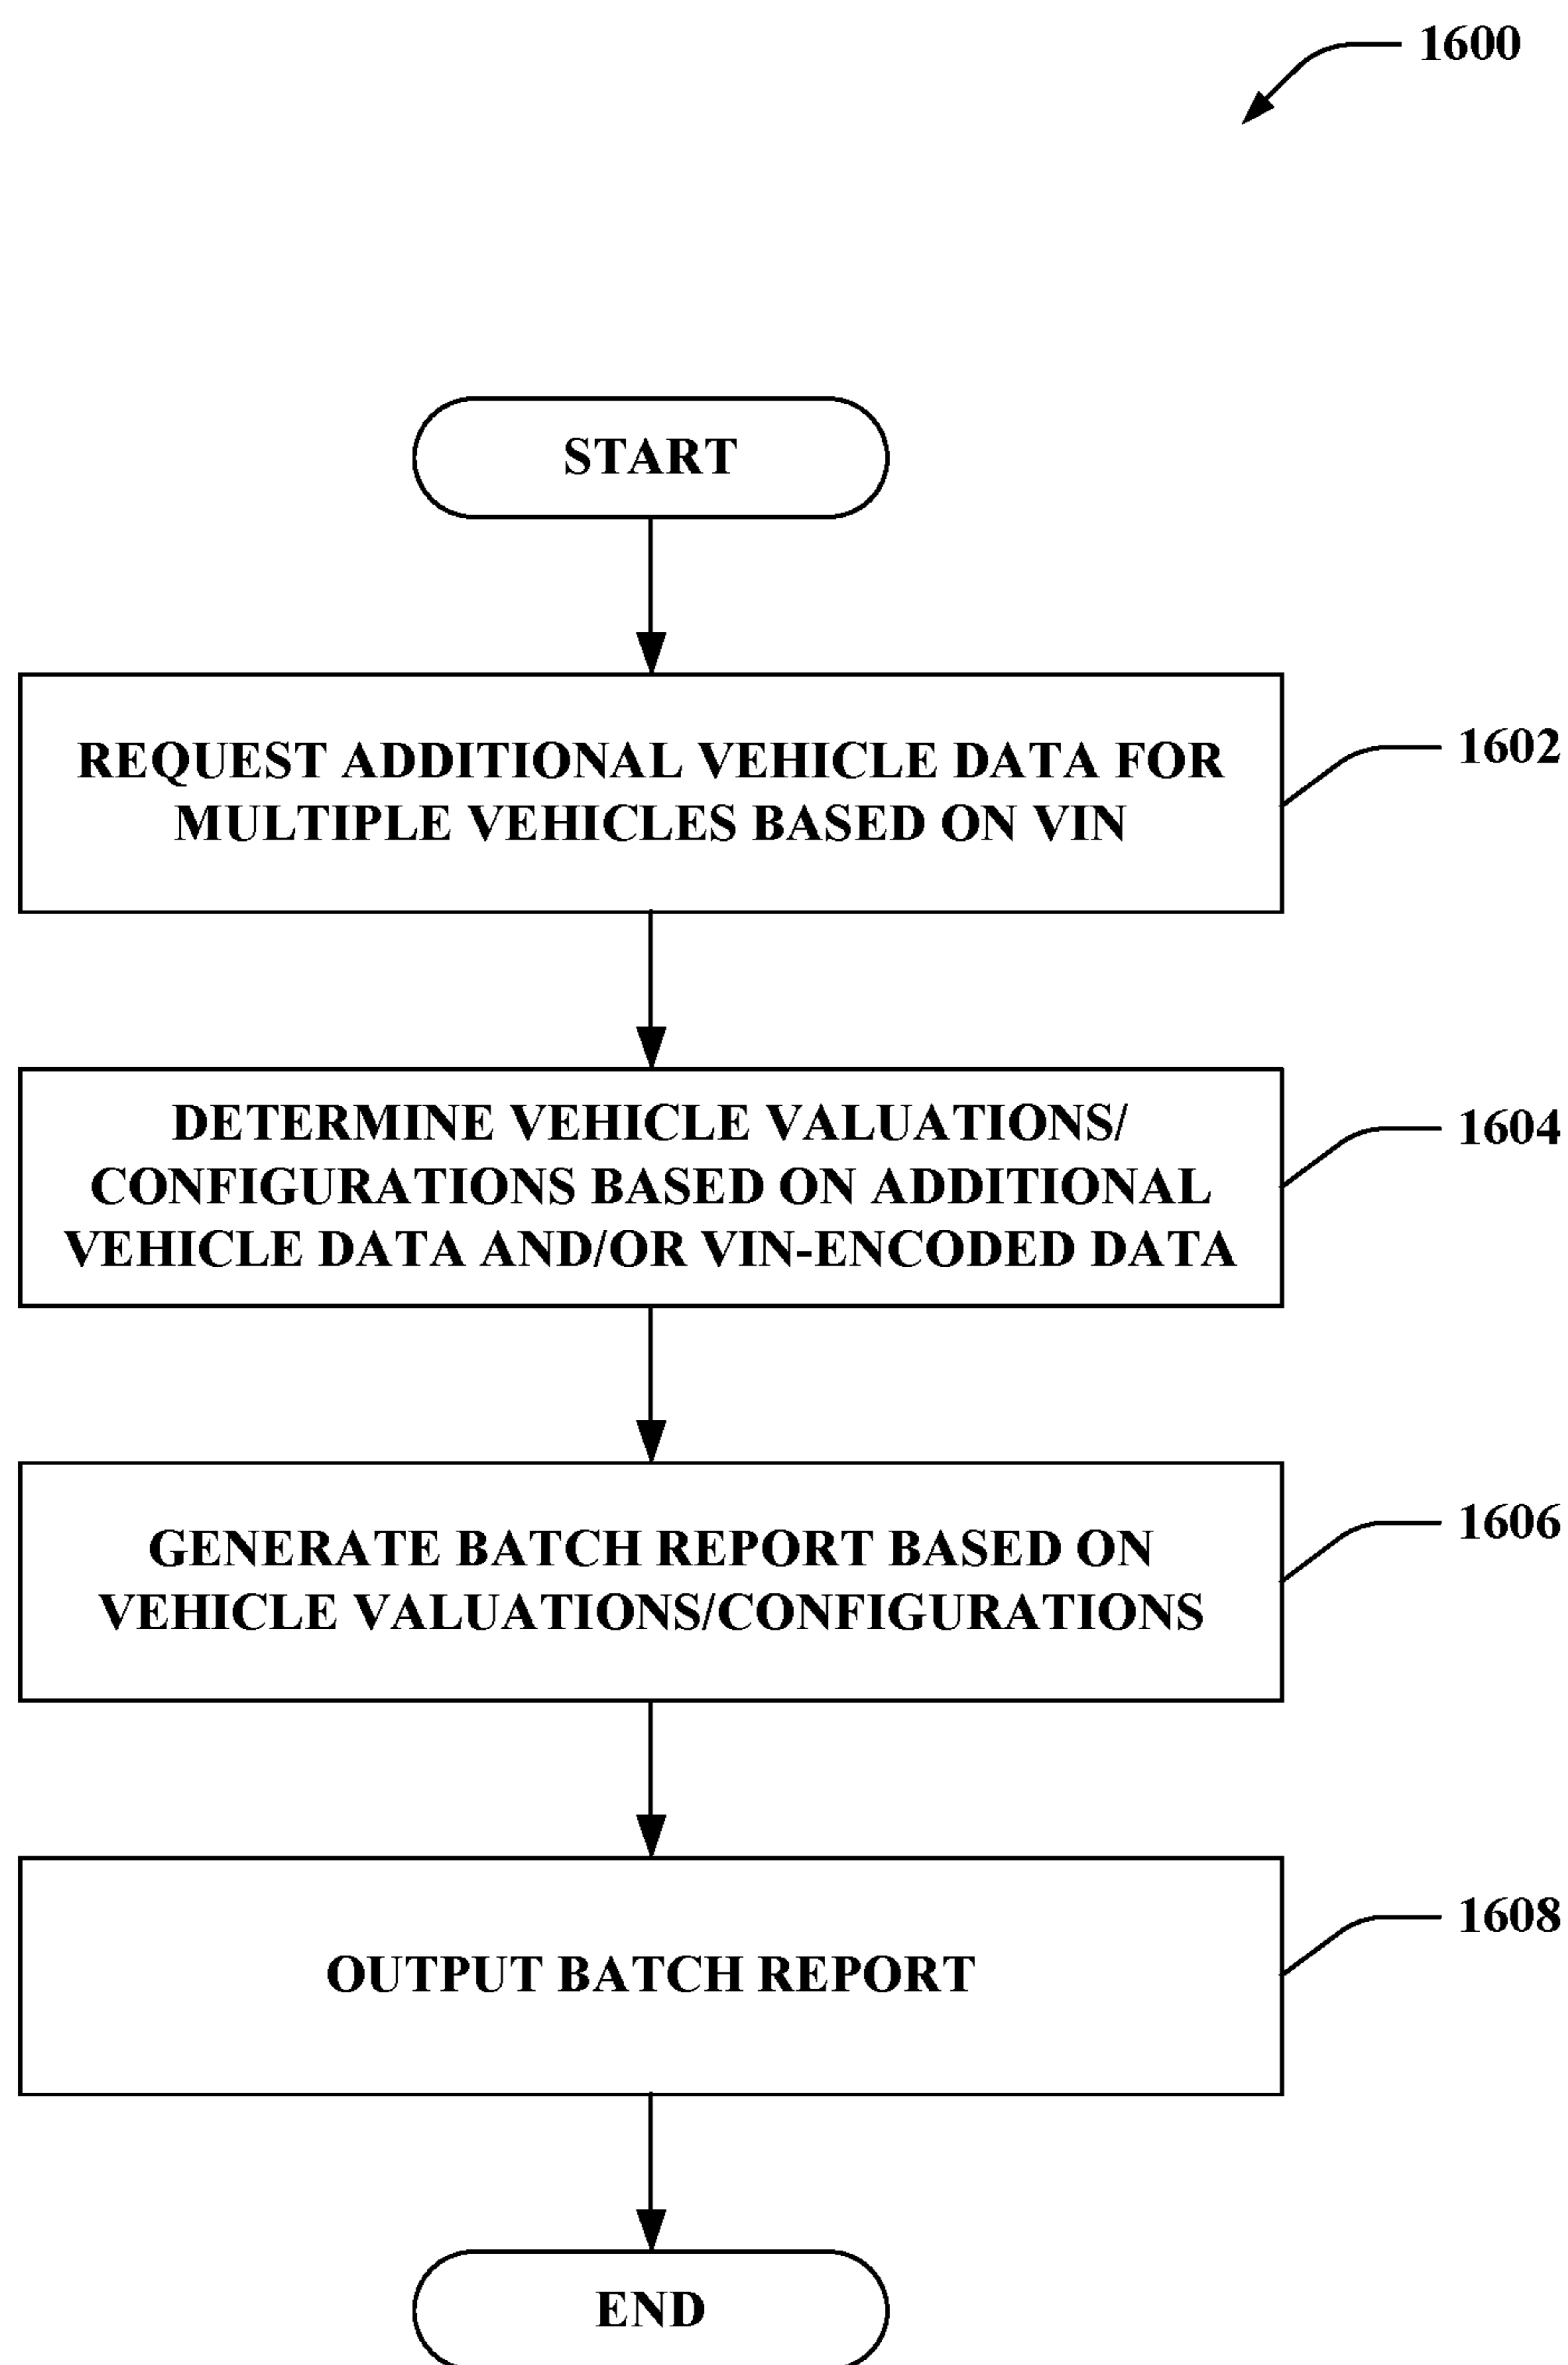 1600
START
REQUEST ADDITIONAL VEHICLE DATA FOR
MULTIPLE VEHICLES BASED ON VIN
1602
DETERMINE VEHICLE VALUATIONS/
CONFIGURATIONS BASED ON ADDITIONAL
VEHICLE DATA AND/OR VIN-ENCODED DATA
1604
GENERATE BATCH REPORT BASED ON
VEHICLE VALUATIONS/CONFIGURATIONS
1606
OUTPUT BATCH REPORT
1608
END